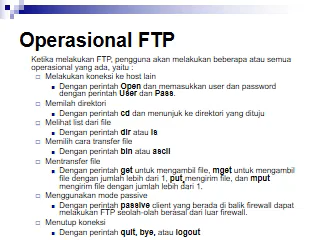 Operasional FTP
Ketika melakukan FTP, pengguna akan melakukan beberapa atau semua
operasional yang ada, yaitu :
Melakukan koneksi ke host lain
Dengan perintah Open dan memasukkan user dan password
dengan perintah User dan Pass.
Memilah direktori
Dengan perintah cd dan menunjuk ke direktori yang dituju
Melihat list dari file
Dengan perintah dir atau ls
Memilih cara transfer file
Dengan perintah bin atau ascii
Mentransfer file
Dengan perintah get untuk mengambil file, mget untuk mengambil
file dengan jumlah lebih dari 1, put mengirim file, dan mput
mengirim file dengan jumlah lebih dari 1.
Menggunakan mode passive
Dengan perintah passive client yang berada di balik firewall dapat
melakukan FTP seolah-olah berasal dari luar firewall.
Menutup koneksi
Dengan perintah quit, bye, atau logout